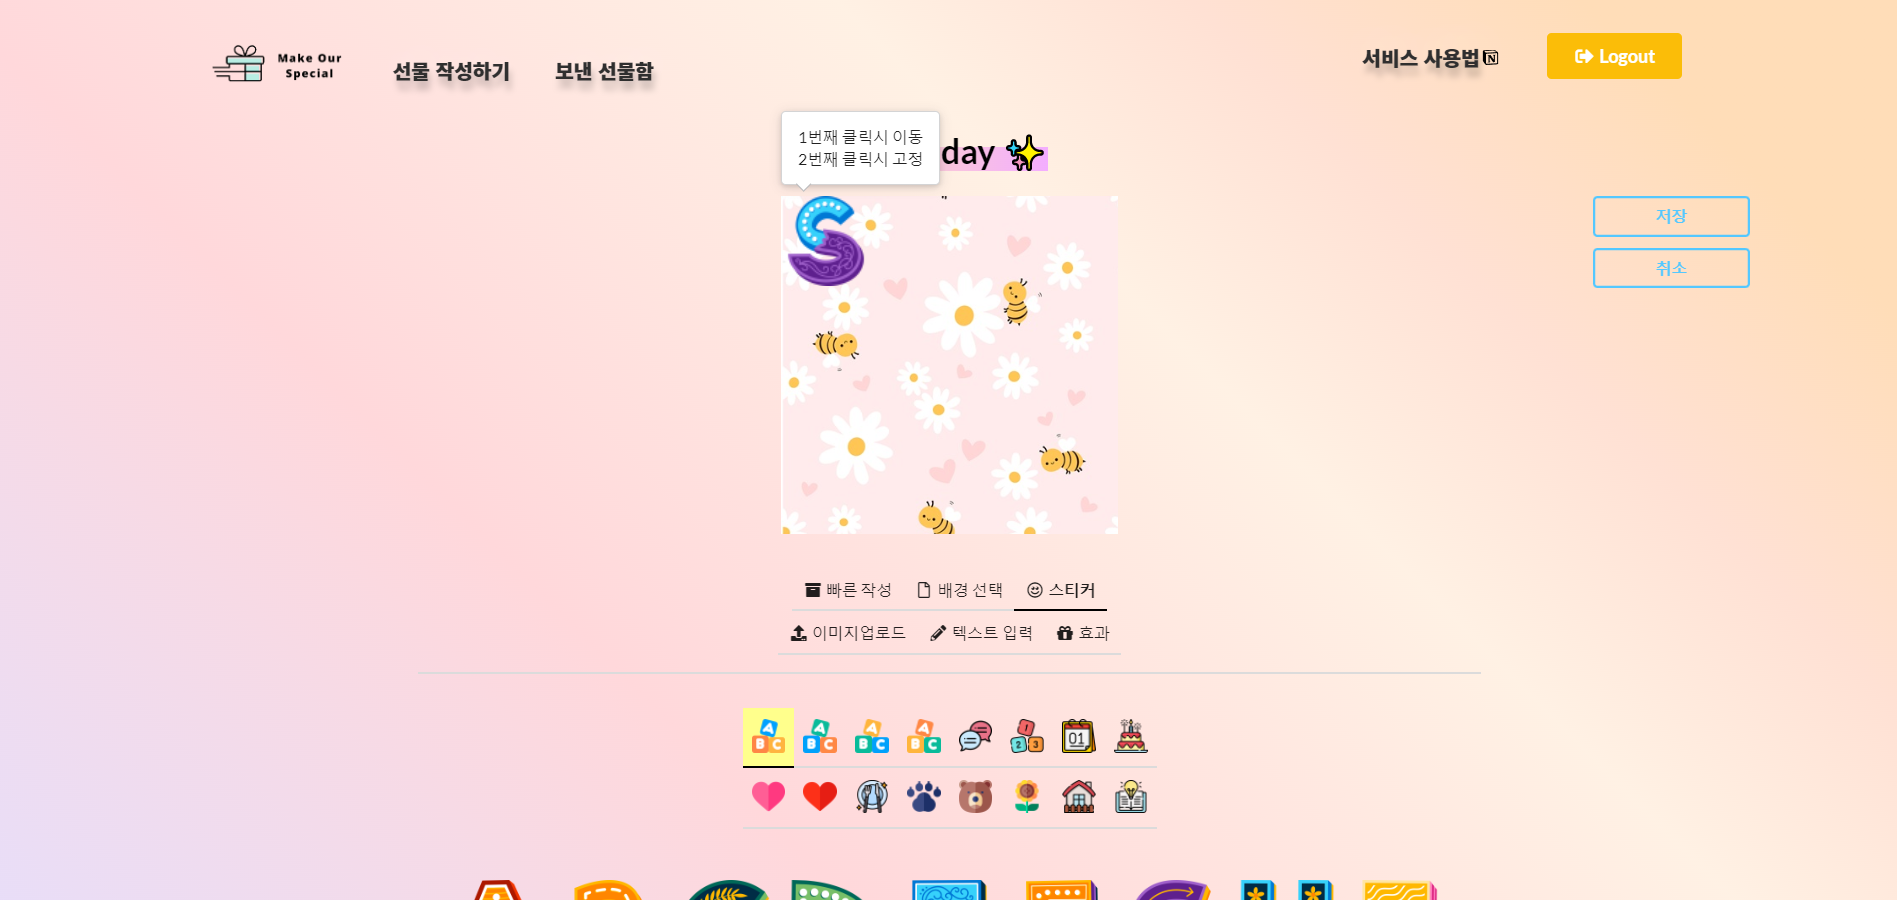 Make Our
Special
선물 작성하기
보낸 선물함
서비스 사용법
Logout
1번째 클릭시 이동
2번째 클릭시 고정
day
S
저장
취소
빠른 작성
배경 선택
스티커
이미지업로드
텍스트 입력
효과
A
B C
A
B C
A
B C
A
B C
1
2 3
01